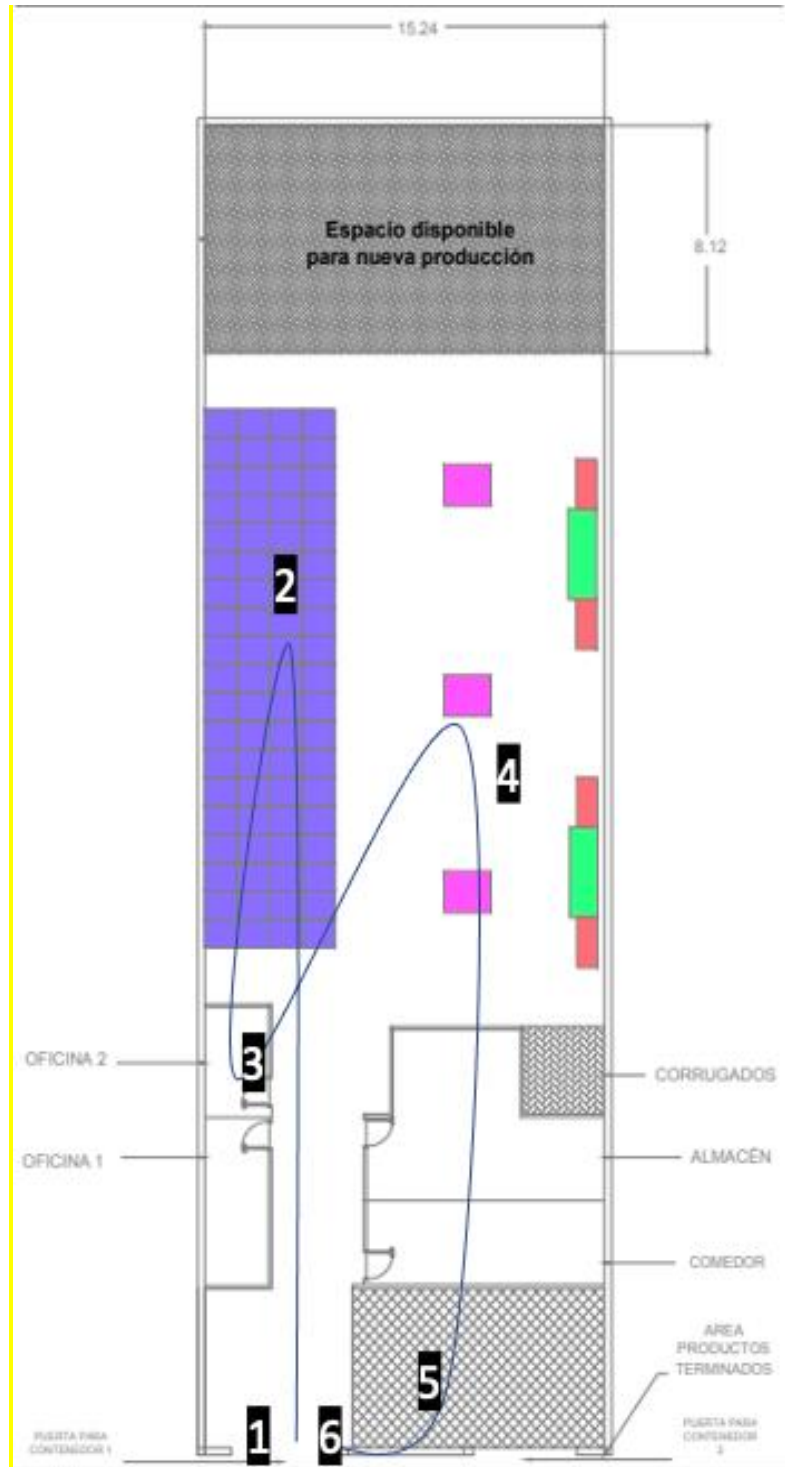 15.24
Espacio disponible
para nueva producción
8.12
2
4
3
OFICINA 2
CORRUGADOS
OFICINA 1
ALMACÉN
COMEDOR
AREA
PRODUCTOS
TERMINADOS
5
PUERTA PARA
CONTENEDOR 1
1
6
PUERTA PARA
CONTENEDOR
2